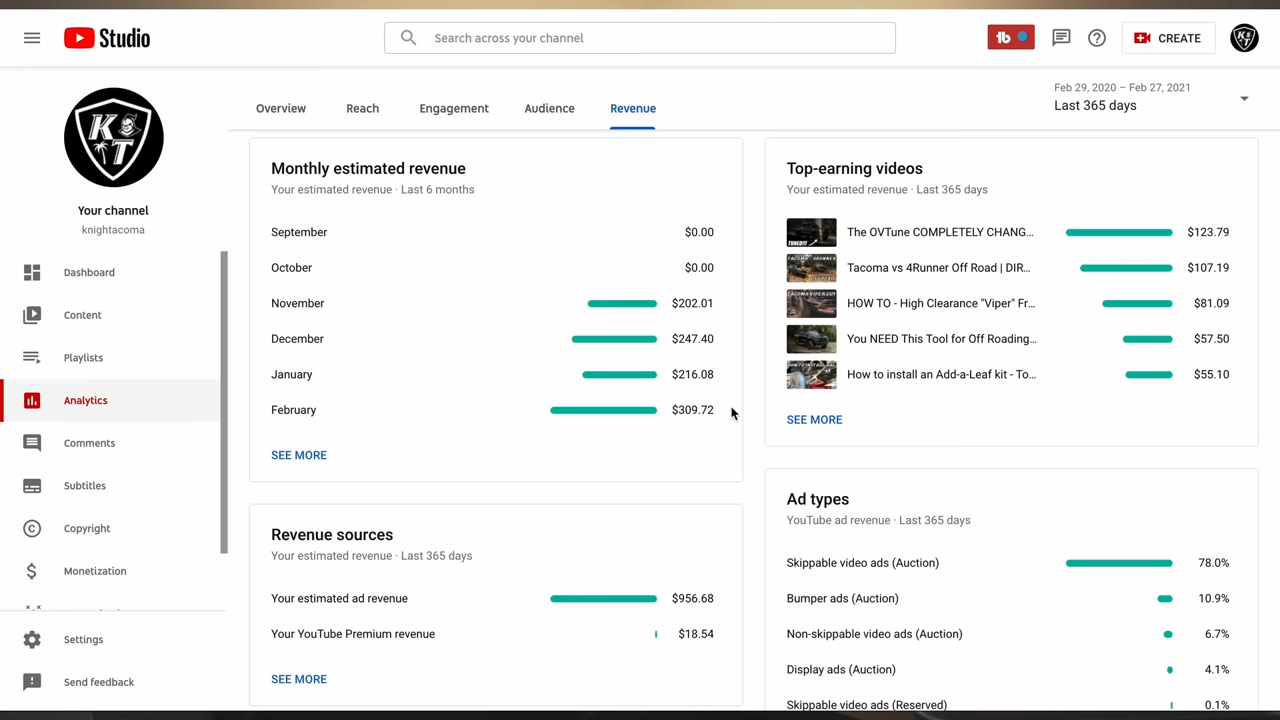 Studio
Search across your channel
CREATE
K
T
Your channel
knightacoma
Dashboard
Content
Playlists
Analytics
Comments
Subtitles
Copyright
Monetization
Settings
Send feedback
Overview
Reach
Engagement
Audience
Revenue
Feb 29, 2020 – Feb 27, 2021
Last 365 days
Monthly estimated revenue
Your estimated revenue · Last 6 months
September $0.00
October $0.00
November $202.01
December $247.40
January $216.08
February $309.72
SEE MORE
Revenue sources
Your estimated revenue · Last 365 days
Your estimated ad revenue $956.68
Your YouTube Premium revenue $18.54
SEE MORE
Top-earning videos
Your estimated revenue · Last 365 days
The OVTune COMPLETELY CHANG... $123.79
Tacoma vs 4Runner Off Road | DIR... $107.19
HOW TO - High Clearance "Viper" Fr... $81.09
You NEED This Tool for Off Roading... $57.50
How to install an Add-a-Leaf kit - To... $55.10
SEE MORE
Ad types
YouTube ad revenue · Last 365 days
Skippable video ads (Auction) 78.0%
Bumper ads (Auction) 10.9%
Non-skippable video ads (Auction) 6.7%
Display ads (Auction) 4.1%
Skippable video ads (Reserved) 0.1%